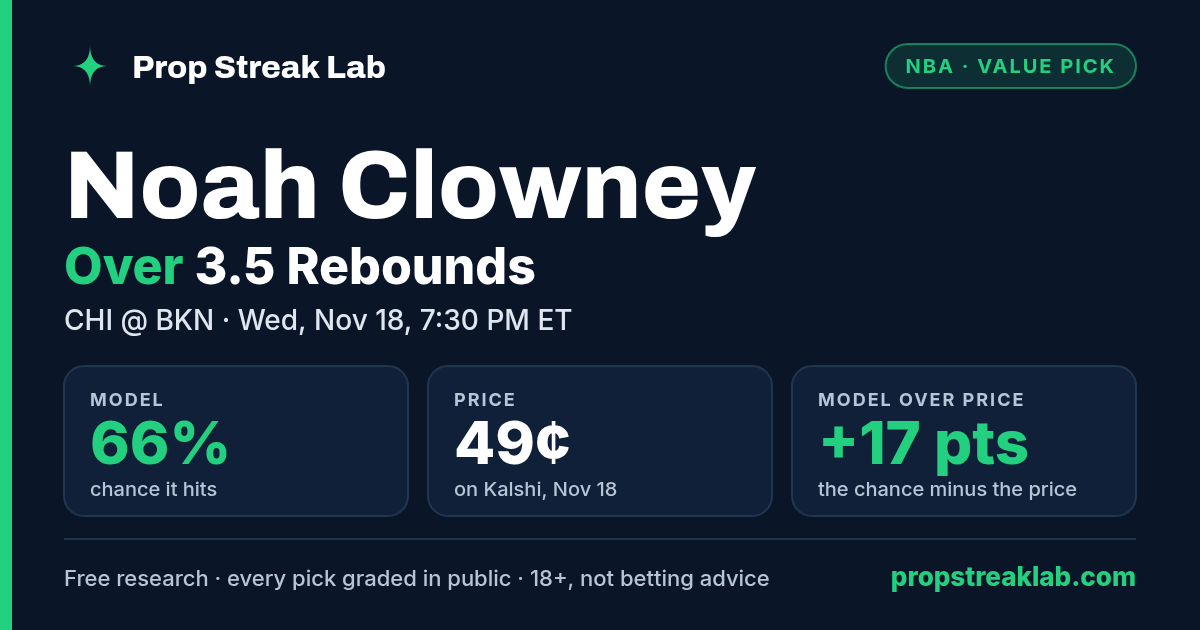 Prop Streak Lab
NBA · VALUE PICK
Noah Clowney
Over 3.5 Rebounds
CHI @ BKN · Wed, Nov 18, 7:30 PM ET
MODEL
66%
chance it hits
PRICE
49¢
on Kalshi, Nov 18
MODEL OVER PRICE
+17 pts
the chance minus the price
Free research · every pick graded in public · 18+, not betting advice
propstreaklab.com